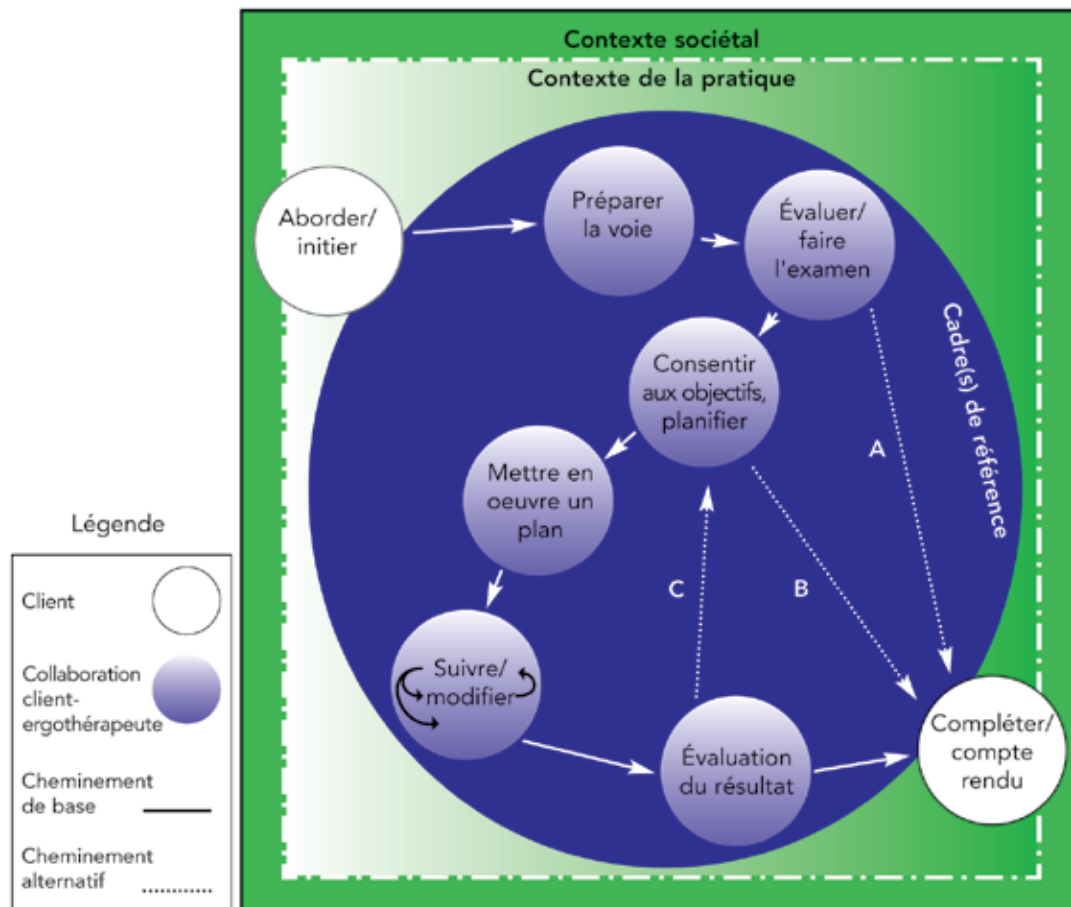 Contexte sociétal
Contexte de la pratique
Aborder/
initier
Préparer
la voie
Évaluer/
faire
l'examen
Consentir
aux objectifs,
planifier
Mettre en
oeuvre un
plan
Suivre/
modifier
Évaluation
du résultat
Compléter/
compte
rendu
Cadre(s) de référence
A
B
C
Légende
Client
Collaboration
client-
ergothérapeute
Cheminement
de base
Cheminement
alternatif